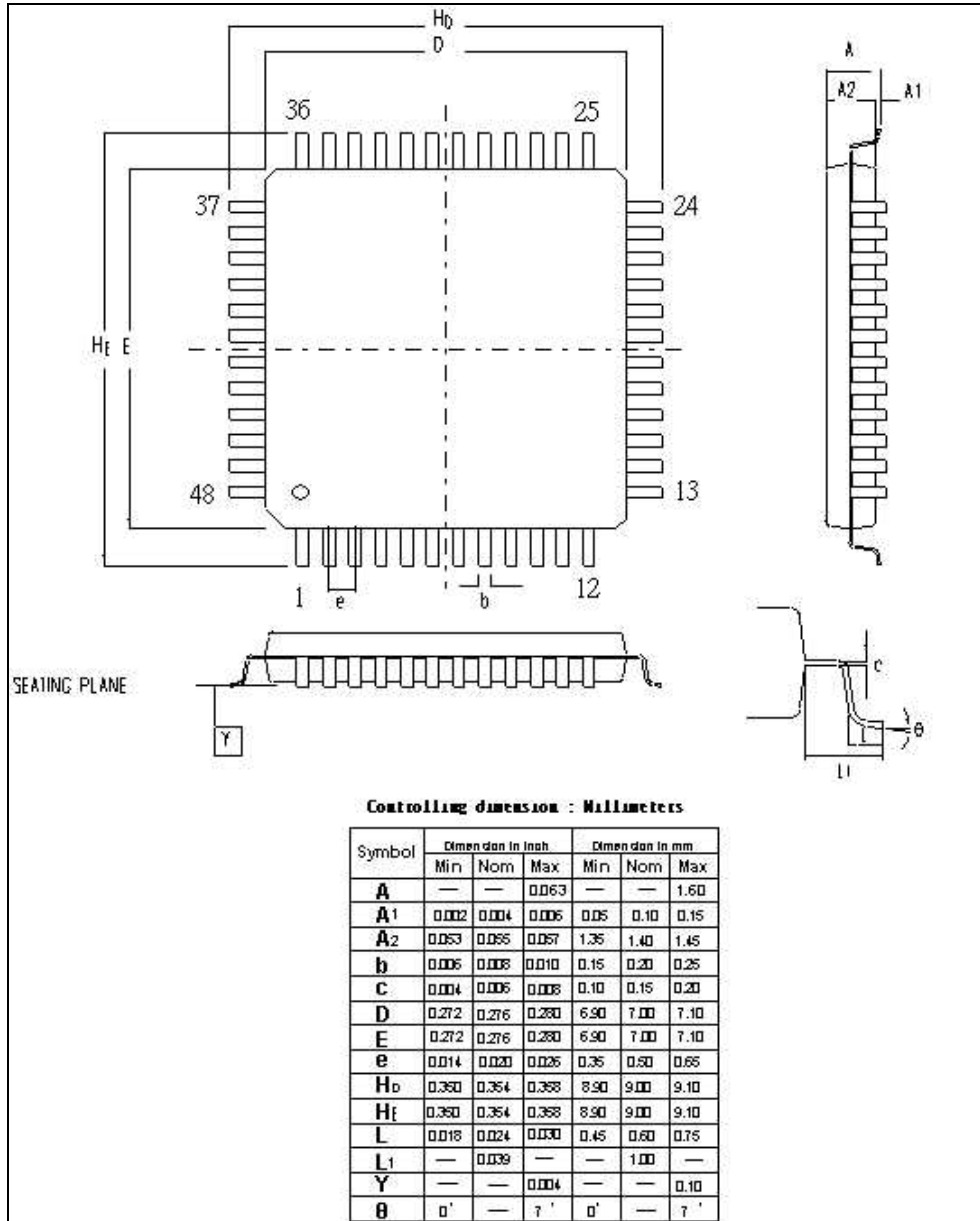 HD
D
A
A2
A1
36
25
37
24
HE E
48
13
1
e
b
12
SEATING PLANE
Y
c
θ
L
L1
Controlling dimension : Millimeters
Symbol Dimension in inch Dimension in mm
Min Nom Max Min Nom Max
A — — 0.063 — — 1.60
A1 0.002 0.004 0.006 0.05 0.10 0.15
A2 0.053 0.055 0.057 1.35 1.40 1.45
b 0.006 0.008 0.010 0.15 0.20 0.25
c 0.004 0.006 0.008 0.10 0.15 0.20
D 0.272 0.276 0.280 6.90 7.00 7.10
E 0.272 0.276 0.280 6.90 7.00 7.10
e 0.014 0.020 0.026 0.35 0.50 0.65
HD 0.350 0.354 0.358 8.90 9.00 9.10
HE 0.350 0.354 0.358 8.90 9.00 9.10
L 0.018 0.024 0.030 0.45 0.60 0.75
L1 — 0.039 — — 1.00 —
Y — — 0.004 — — 0.10
θ 0° — 7° 0° — 7°